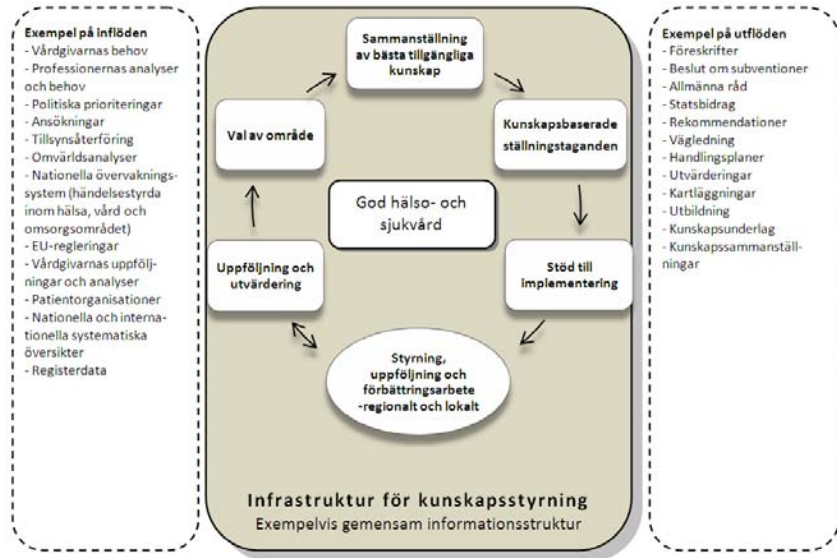 Exempel på inflöden
- Vårdgivarnas behov
- Professionernas analyser
och behov
- Politiska prioriteringar
- Ansökningar
- Tillsynsåterföring
- Omvärldsanalyser
- Nationella övervaknings-
system (händelsestyrda
inom hälsa, vård och
omsorgsområdet)
- EU-regleringar
- Vårdgivarnas uppfölj-
ningar och analyser
- Patientorganisationer
- Nationella och interna-
tionella systematiska
översikter
- Registerdata
Sammanställning
av bästa tillgängliga
kunskap
Val av område
Kunskapsbaserade
ställningstaganden
God hälso- och
sjukvård
Uppföljning och
utvärdering
Stöd till
implementering
Styrning,
uppföljning och
förbättringsarbete
-regionalt och lokalt
Infrastruktur för kunskapsstyrning
Exempelvis gemensam informationsstruktur
Exempel på utflöden
- Föreskrifter
- Beslut om subventioner
- Allmänna råd
- Statsbidrag
- Rekommendationer
- Vägledning
- Handlingsplaner
- Utvärderingar
- Kartläggningar
- Utbildning
- Kunskapsunderlag
- Kunskapssammanställ-
ningar